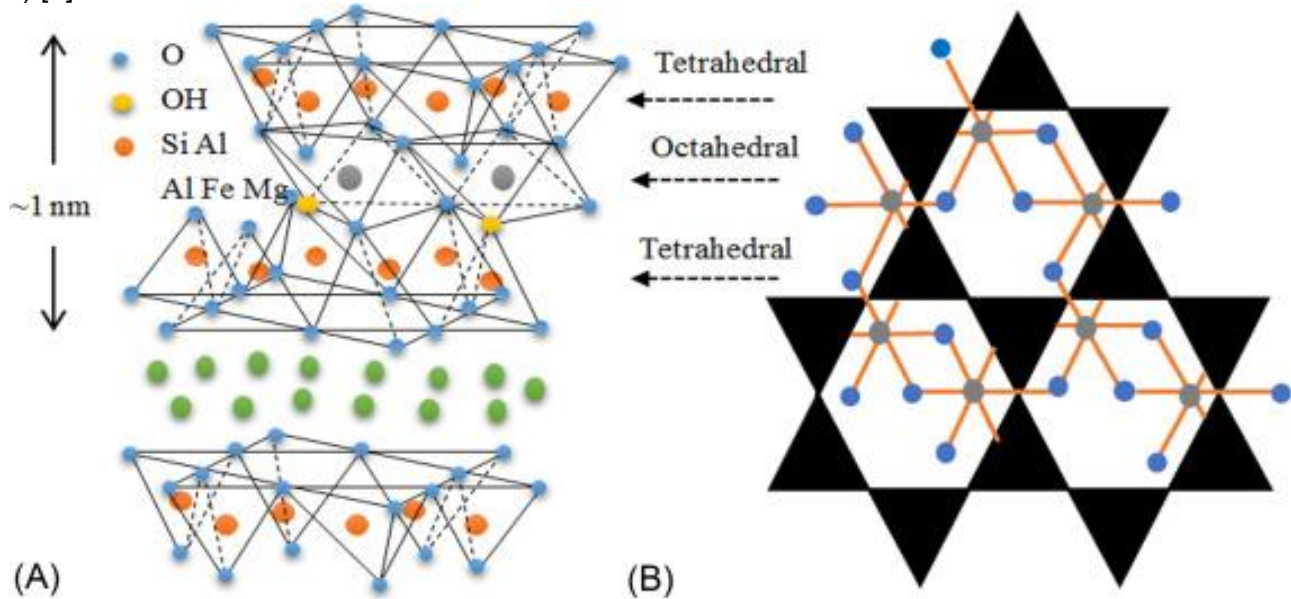 O
OH
Si Al
Al Fe Mg
~1 nm
Tetrahedral
Octahedral
Tetrahedral
(A)
(B)